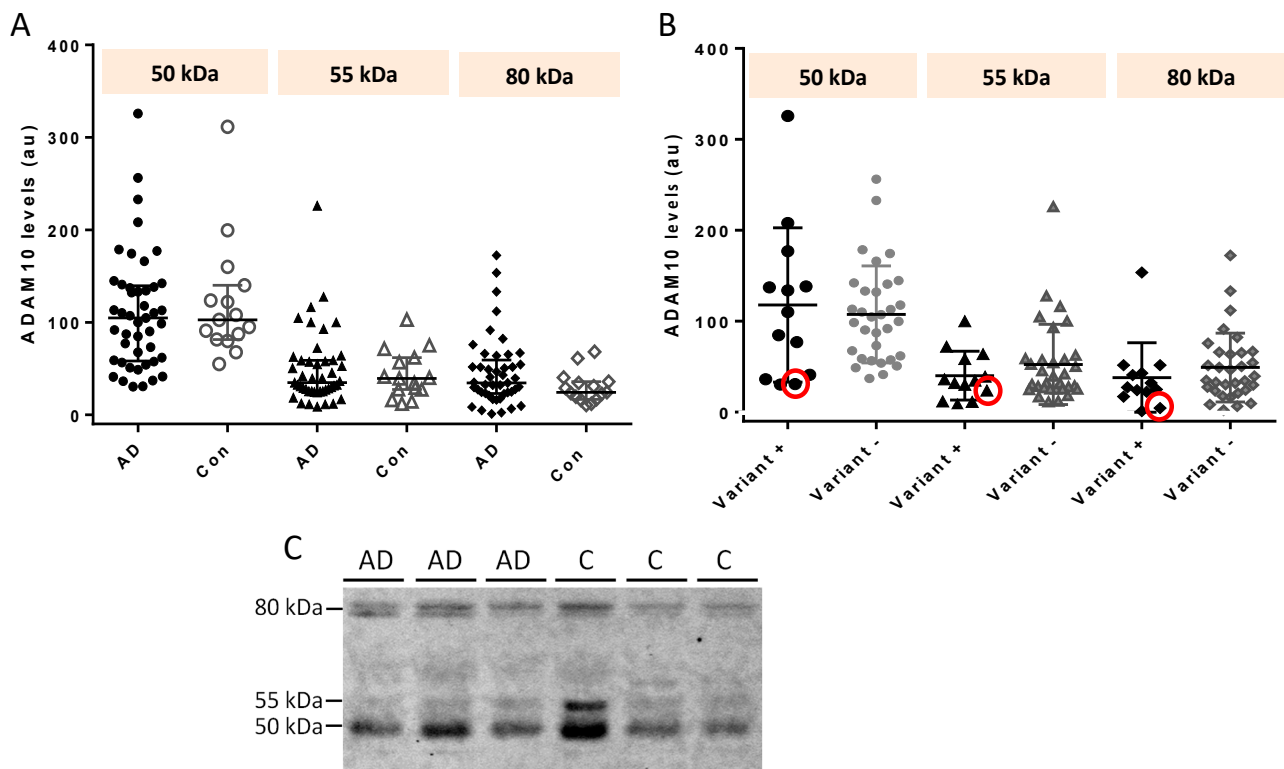 A
400
300
200
100
0
ADAM10 levels (au)
50 kDa
55 kDa
80 kDa
AD
Con
AD
Con
AD
Con
B
400
300
200
100
0
ADAM10 levels (au)
50 kDa
55 kDa
80 kDa
Variant+
Variant-
Variant+
Variant-
Variant+
Variant-
C
AD AD AD C C C
80 kDa
55 kDa
50 kDa